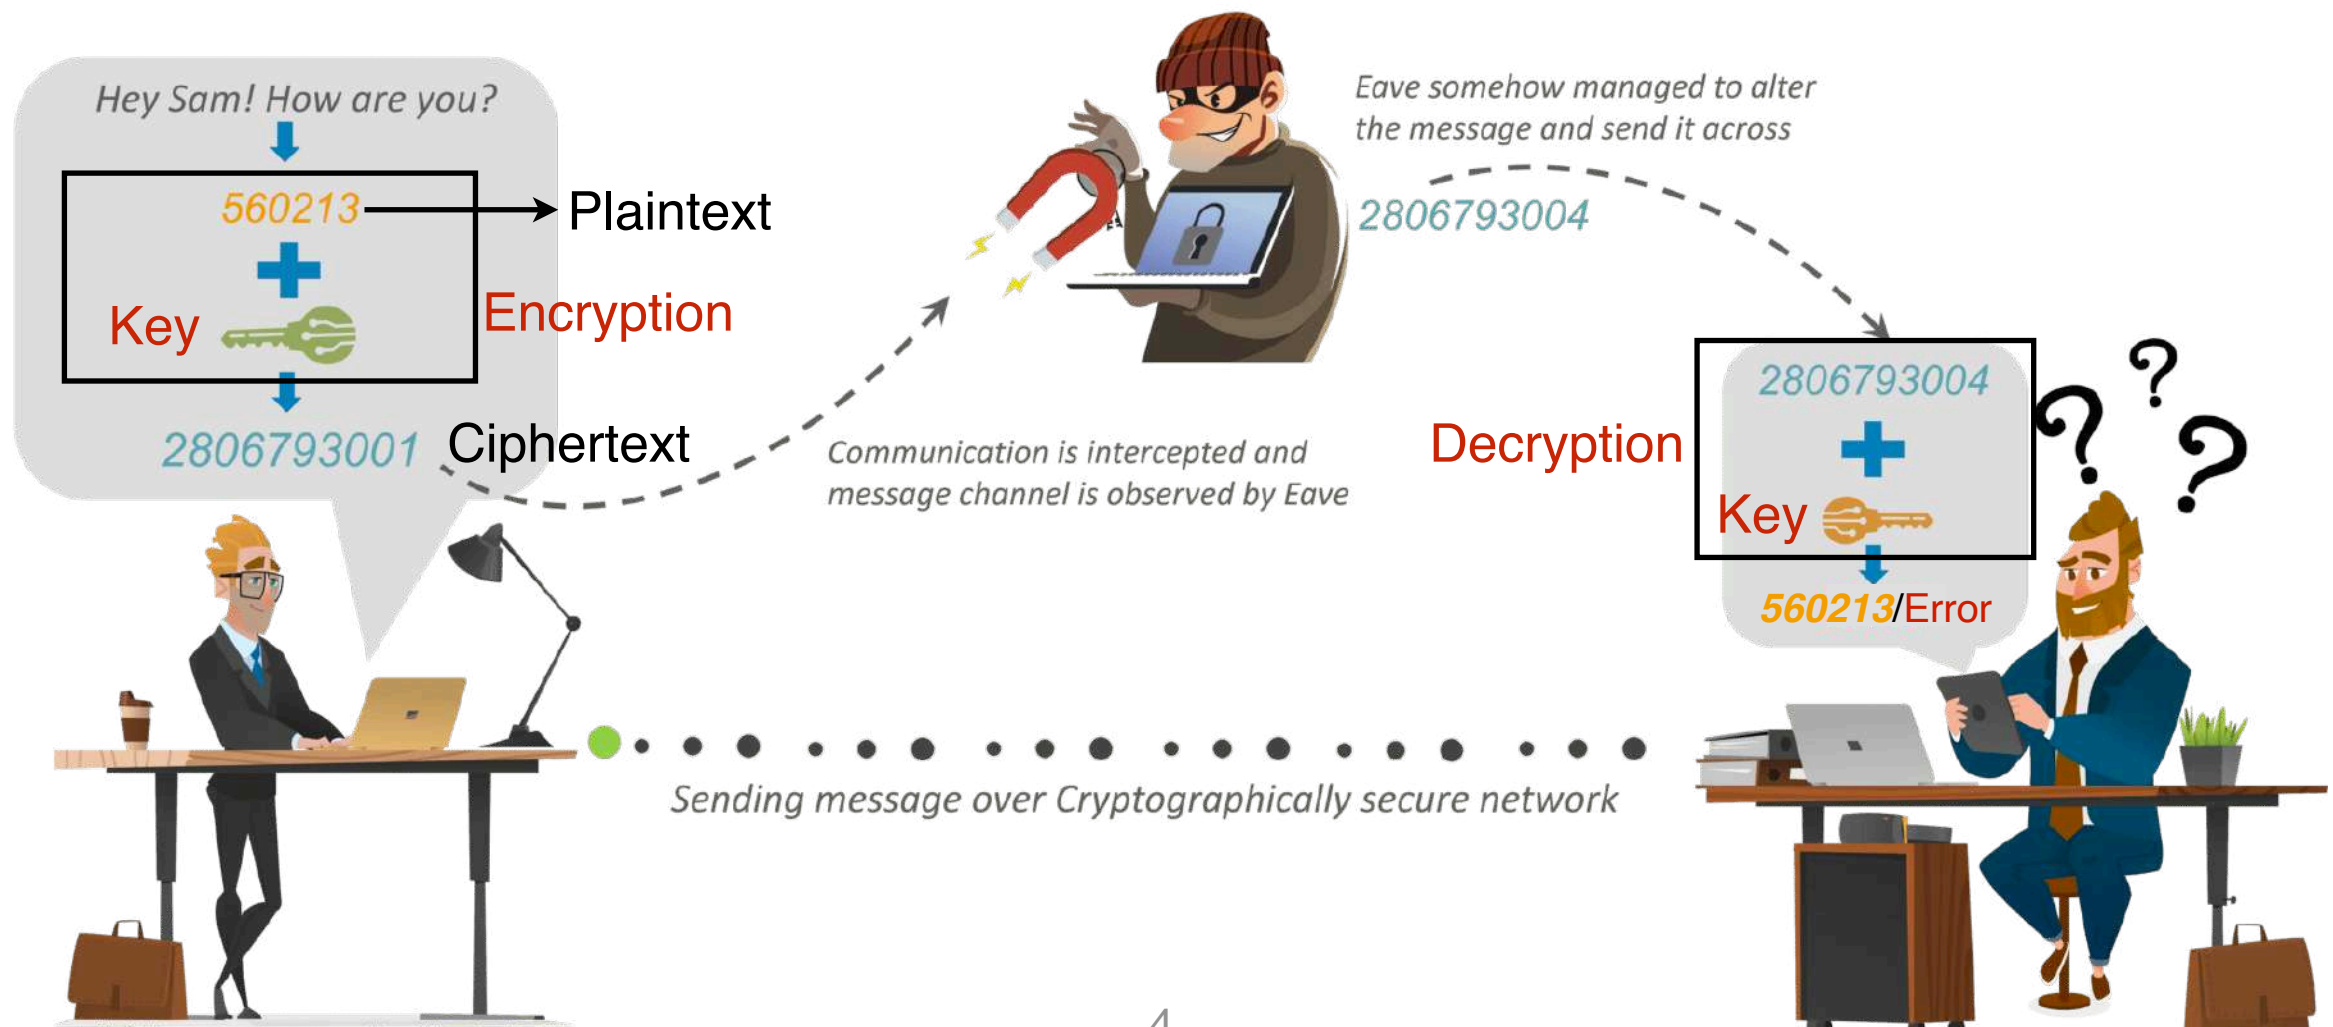 Hey Sam! How are you?
560213
Plaintext
Key
Encryption
2806793001
Ciphertext
Eave somehow managed to alter
the message and send it across
2806793004
Communication is intercepted and
message channel is observed by Eave
2806793004
Decryption
Key
560213/Error
? ? ?
Sending message over Cryptographically secure network
4